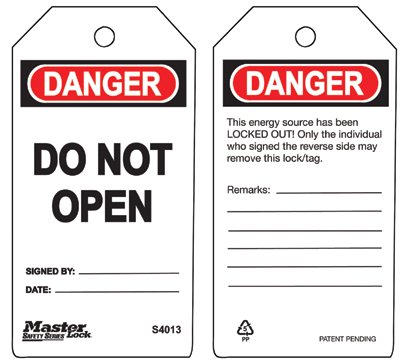 DANGER
DO NOT
OPEN
SIGNED BY:
DATE:
Master Lock
SAFETY SERIES
S4013
DANGER
This energy source has been
LOCKED OUT! Only the individual
who signed the reverse side may
remove this lock/tag.
Remarks:
5
PP
PATENT PENDING